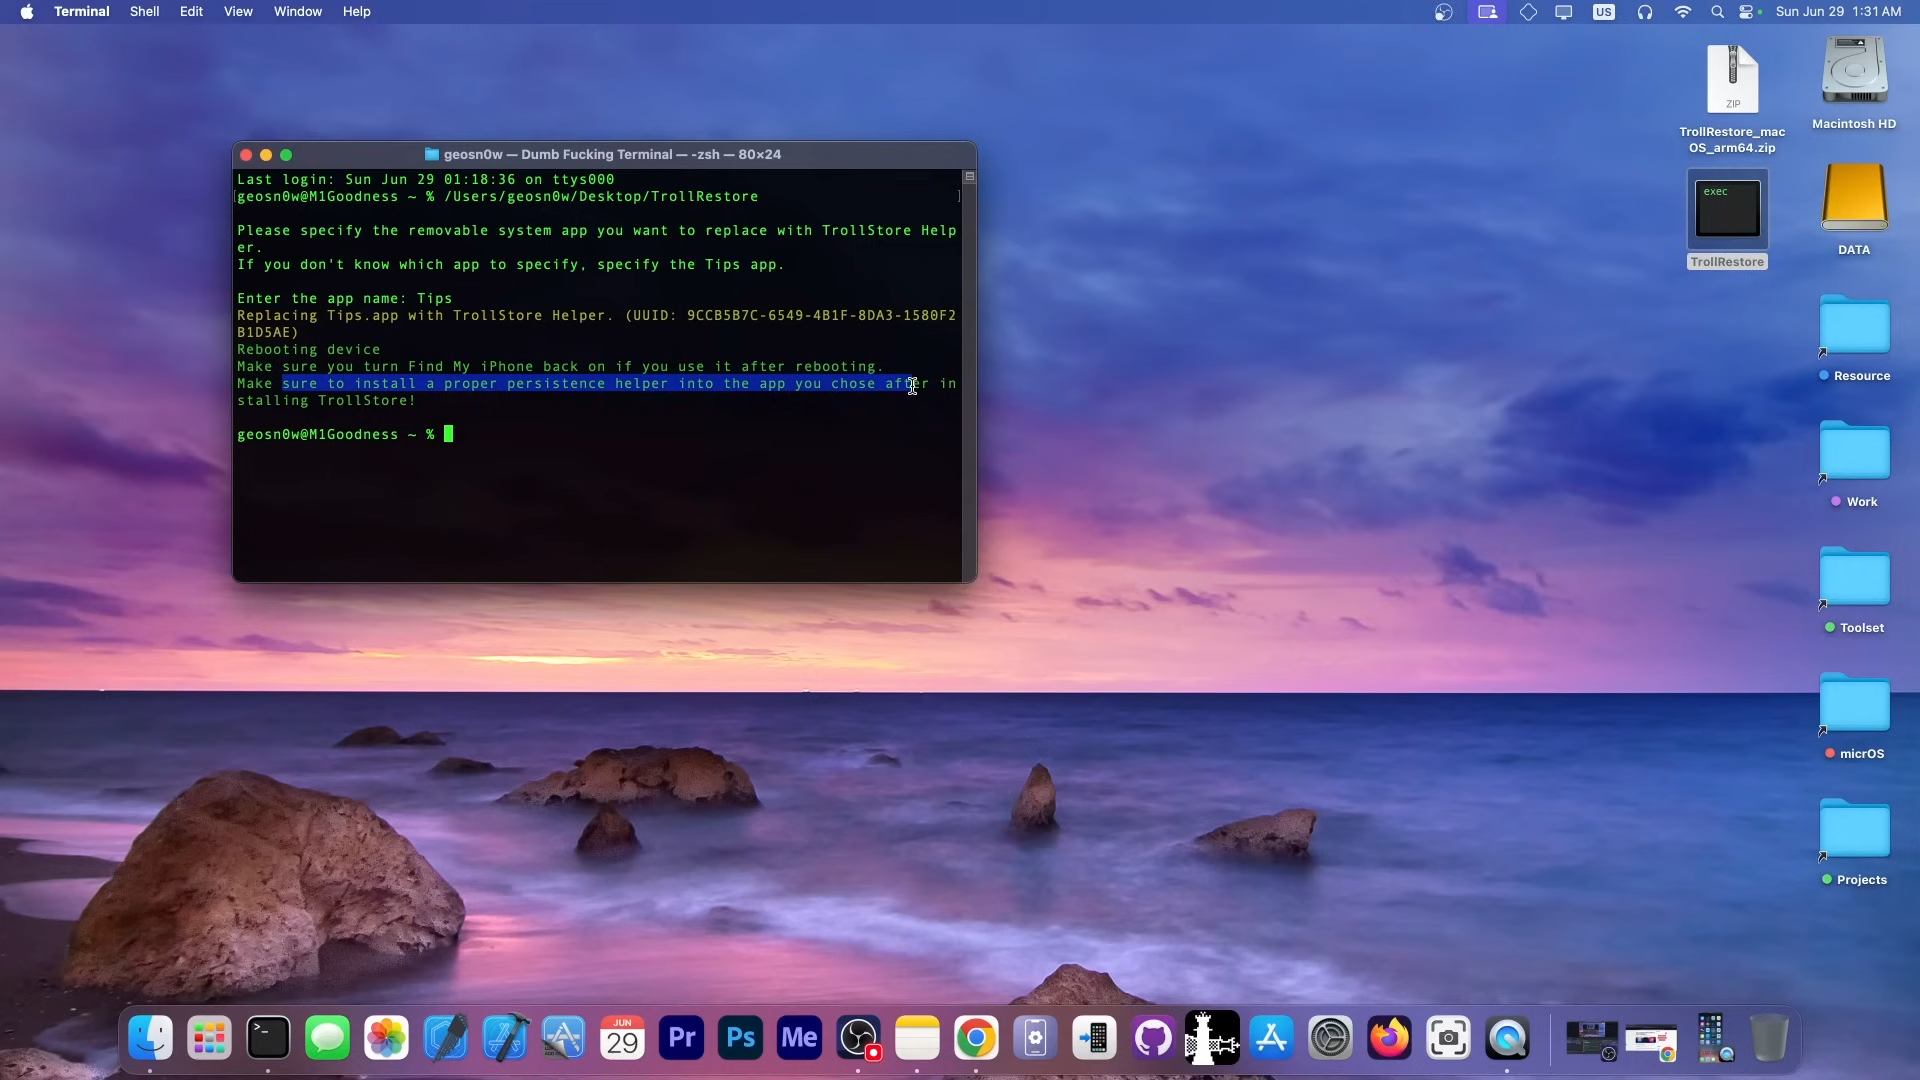 Terminal Shell Edit View Window Help US Sun Jun 29 1:31 AM
geosn0w — Dumb Fucking Terminal — -zsh — 80×24
Last login: Sun Jun 29 01:18:36 on ttys000
[geosn0w@M1Goodness ~ % /Users/geosn0w/Desktop/TrollRestore ]
Please specify the removable system app you want to replace with TrollStore Help
er.
If you don't know which app to specify, specify the Tips app.
Enter the app name: Tips
Replacing Tips.app with TrollStore Helper. (UUID: 9CCB5B7C-6549-4B1F-8DA3-1580F2
B1D5AE)
Rebooting device
Make sure you turn Find My iPhone back on if you use it after rebooting.
Make sure to install a proper persistence helper into the app you chose after in
stalling TrollStore!
geosn0w@M1Goodness ~ %
ZIP
TrollRestore_mac
OS_arm64.zip
Macintosh HD
exec
TrollRestore
DATA
Resource
Work
Toolset
micrOS
Projects
>_
JUN
29
Pr
Ps
Me